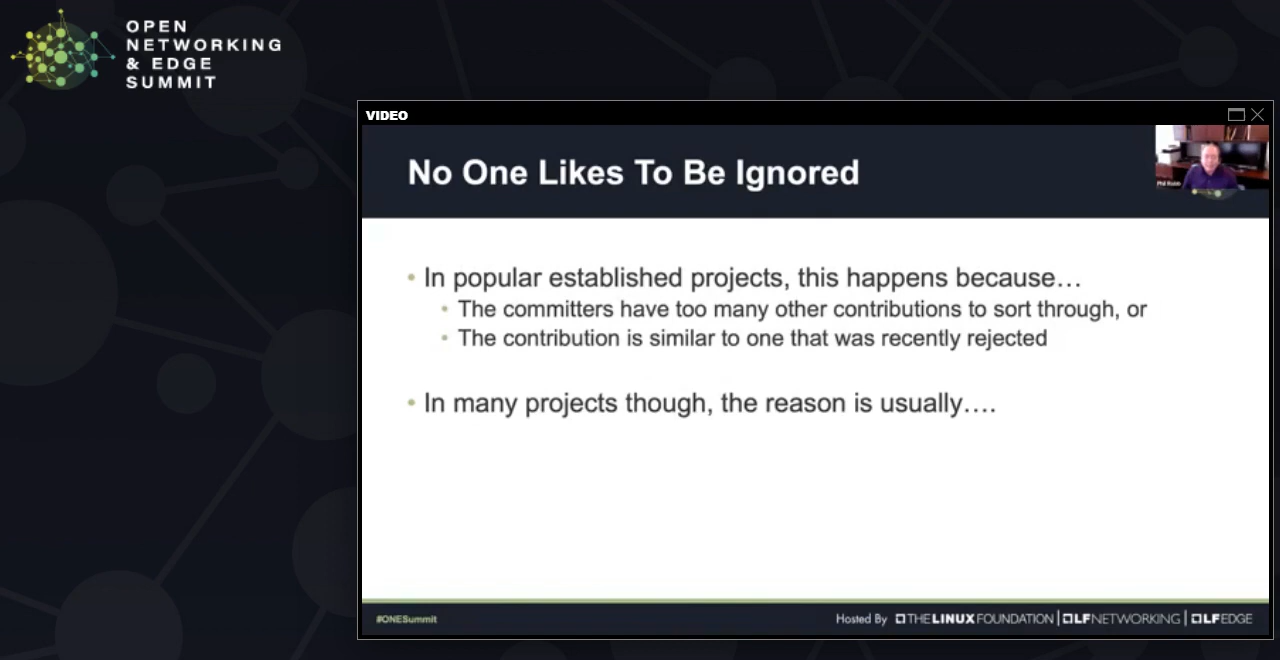 OPEN
NETWORKING
& EDGE
SUMMIT
VIDEO
No One Likes To Be Ignored
• In popular established projects, this happens because…
• The committers have too many other contributions to sort through, or
• The contribution is similar to one that was recently rejected
• In many projects though, the reason is usually….
#ONESummit
Hosted By THE LINUX FOUNDATION | LF NETWORKING | LF EDGE